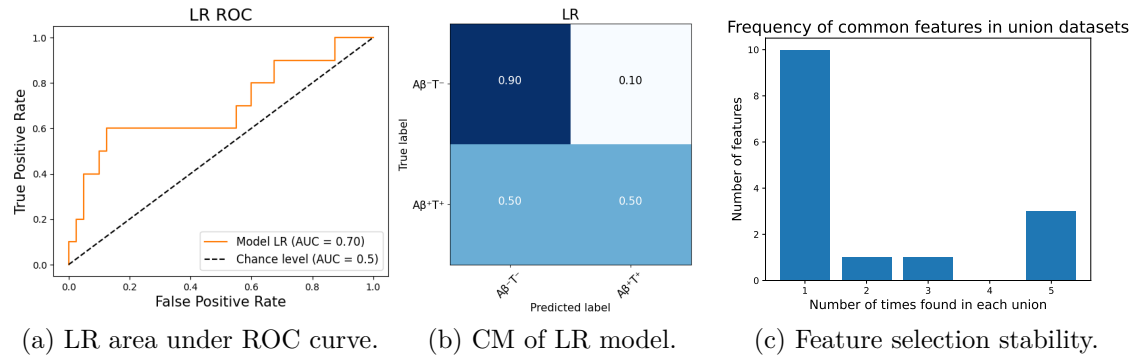 LR ROC
True Positive Rate
1.0
0.8
0.6
0.4
0.2
0.0
Model LR (AUC = 0.70)
Chance level (AUC = 0.5)
0.0 0.2 0.4 0.6 0.8 1.0
False Positive Rate
(a) LR area under ROC curve.
LR
True label
Aβ⁻T⁻
0.90 0.10
Aβ⁺T⁺
0.50 0.50
Aβ⁻T⁻ Aβ⁺T⁺
Predicted label
(b) CM of LR model.
Frequency of common features in union datasets
Number of features
10
8
6
4
2
0
1 2 3 4 5
Number of times found in each union
(c) Feature selection stability.